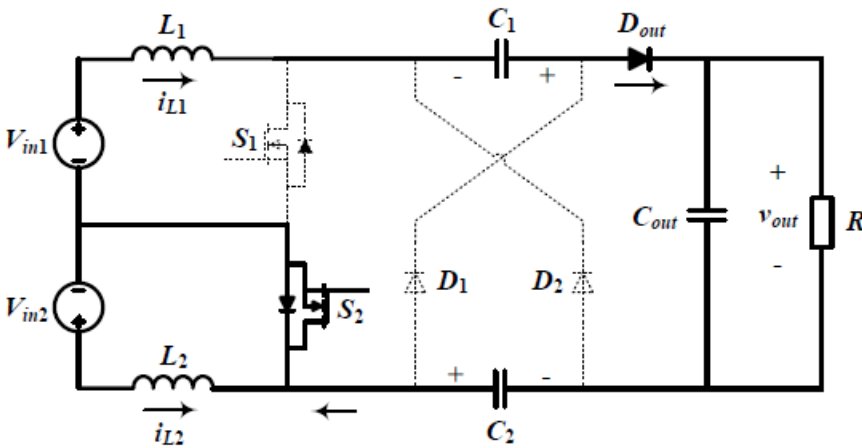 L1
C1
Dout
- +
iL1
Vin1
S1
+
Cout
vout
R
-
D1
D2
Vin2
S2
L2
+ -
iL2
C2